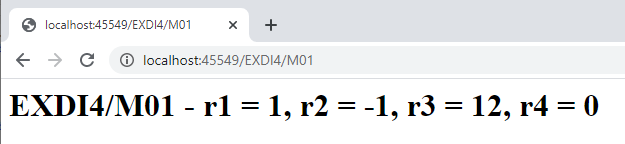 localhost:45549/EXDI4/M01
localhost:45549/EXDI4/M01
EXDI4/M01 - r1 = 1, r2 = -1, r3 = 12, r4 = 0